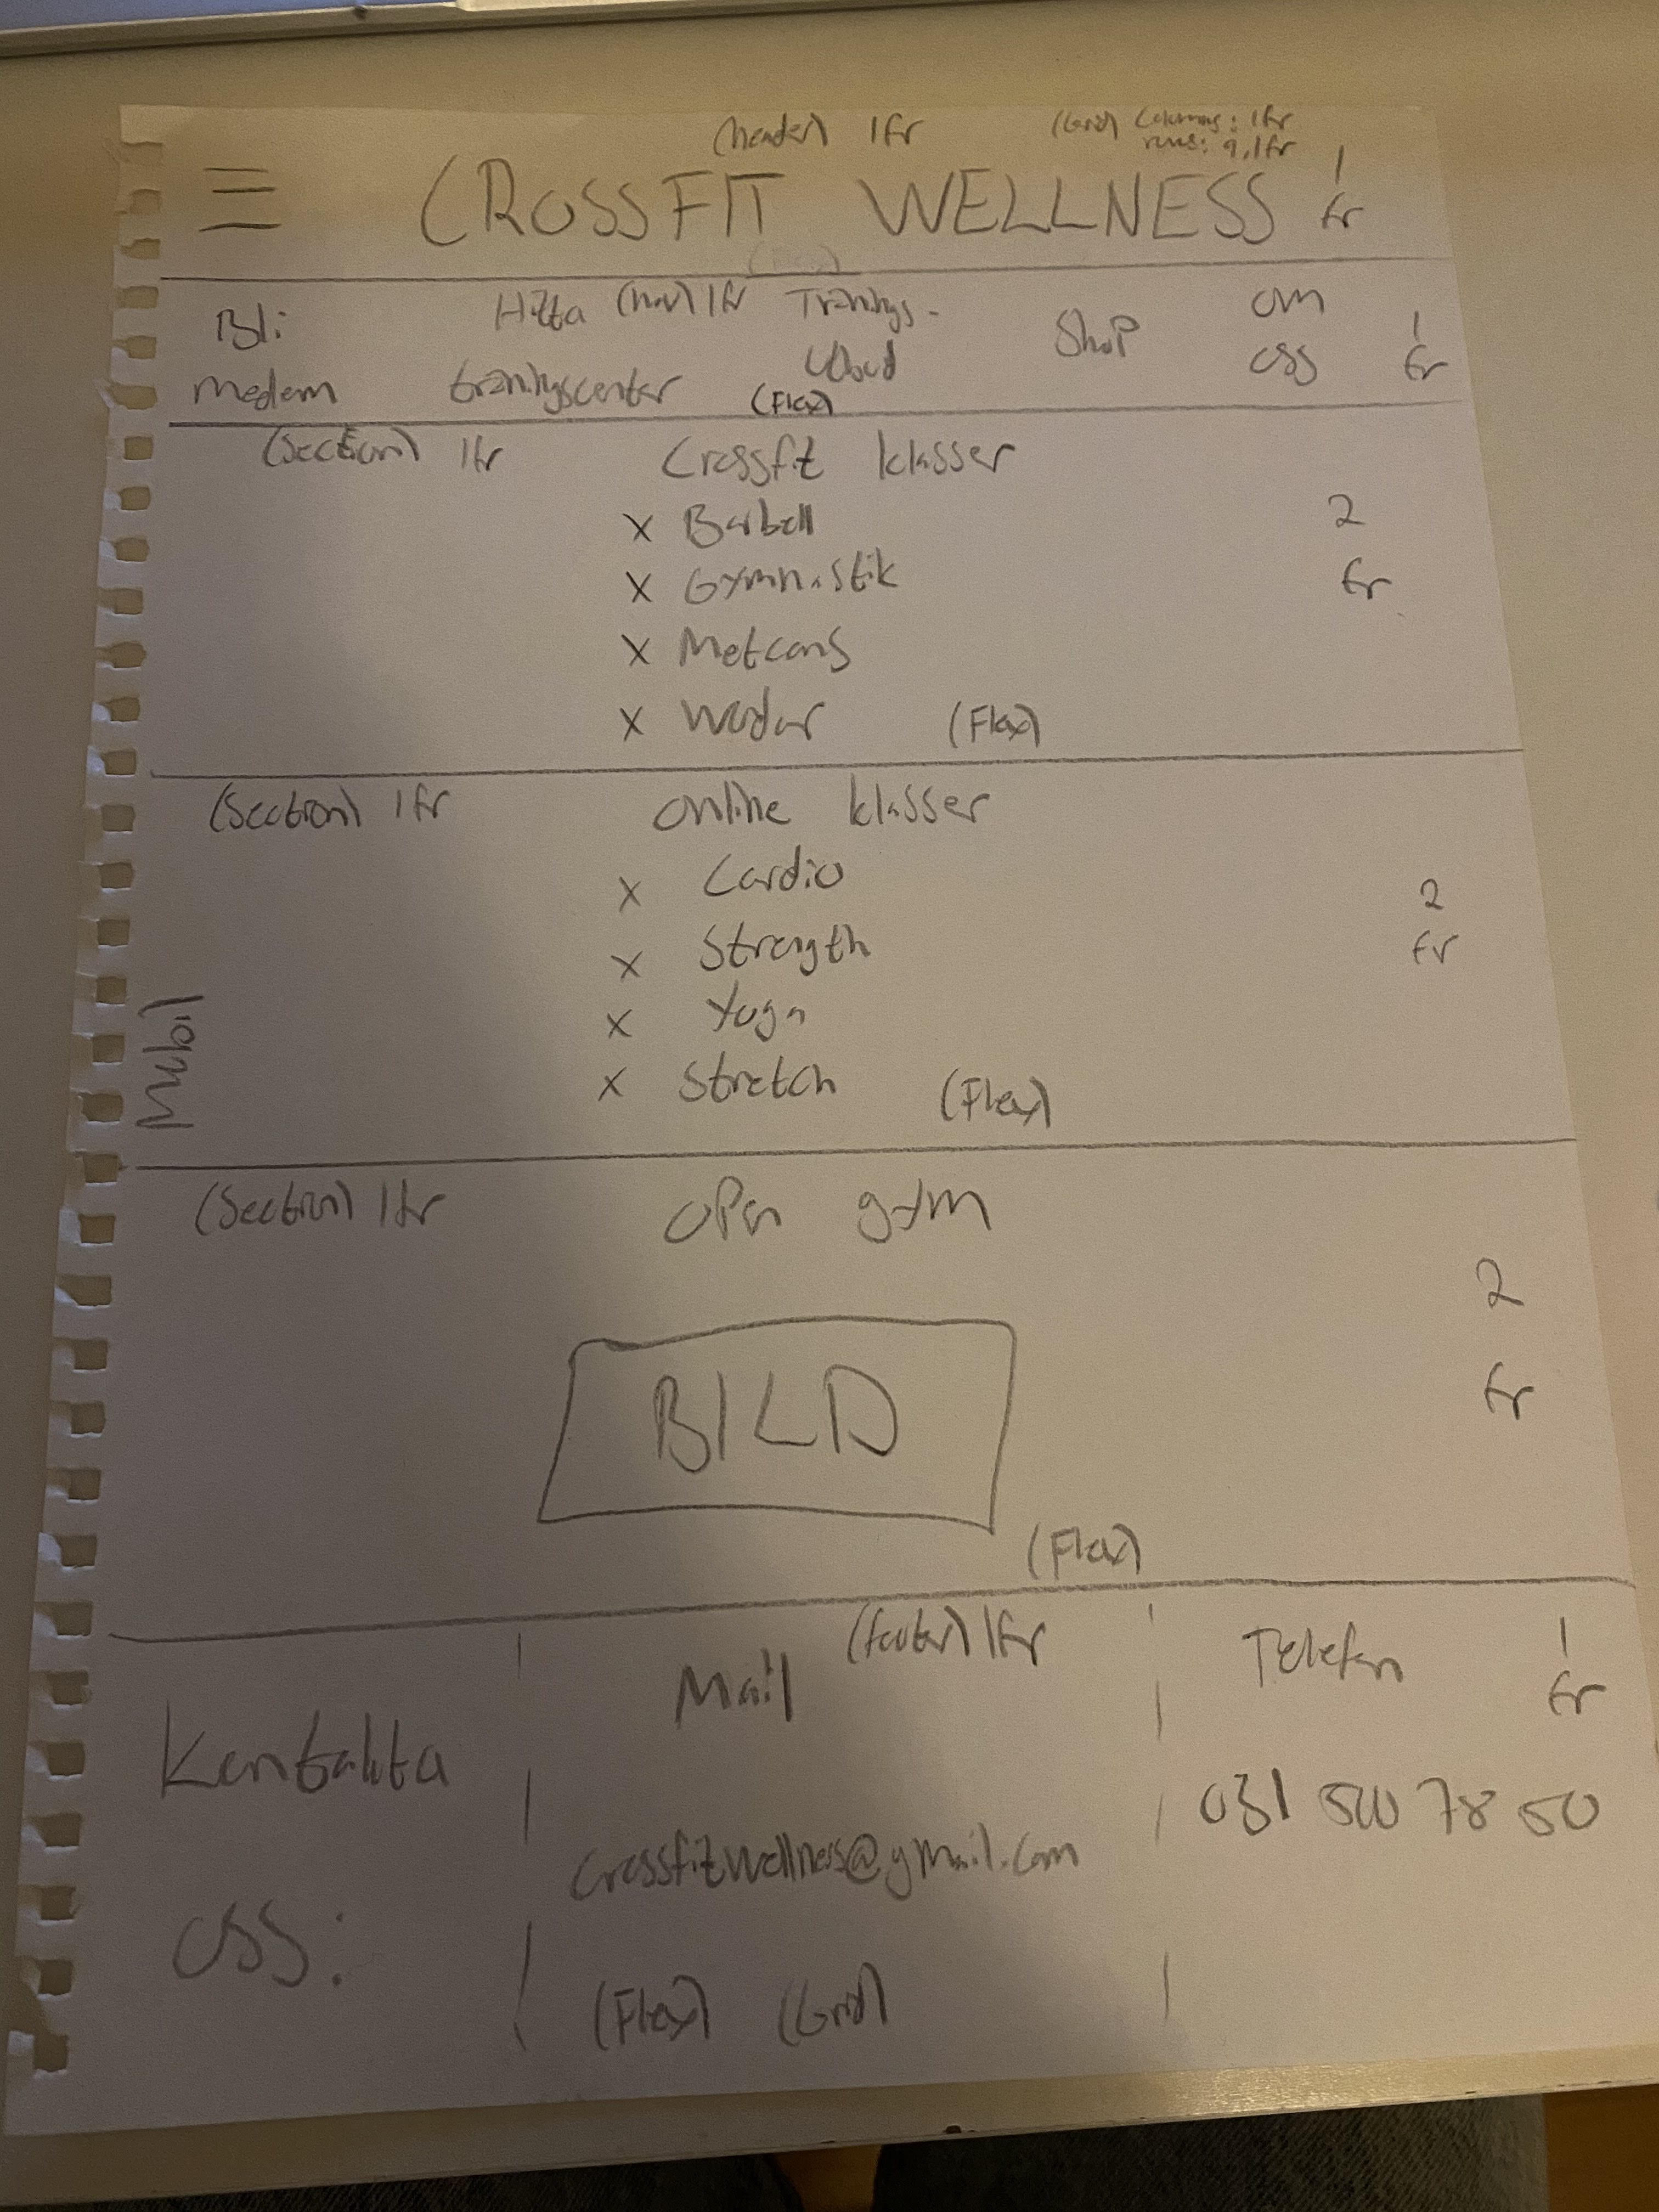 (header) 1fr (Grid) Columns: 1fr
rows: 9,1fr
CROSSFIT WELLNESS 1 fr
Bli medlem Hitta träningscenter (nav) 1fr Tränings-utbud Shop om oss 1 fr
(Flex)
(Section) 1fr Crossfit klasser
x Barbell 2
x Gymnastik fr
x Metcons
x Wodar (Flex)
(Section) 1fr online klasser
x Cardio 2
x Strength fr
x Yoga
x Stretch (Flex)
Mobil
(Section) 1fr open gym
2
BILD fr
(Flex)
(footer) 1fr
Mail Telefon 1 fr
Kontakta 031 500 78 50
crossfitwellness@gmail.com
oss:
(Flex) (Grid)